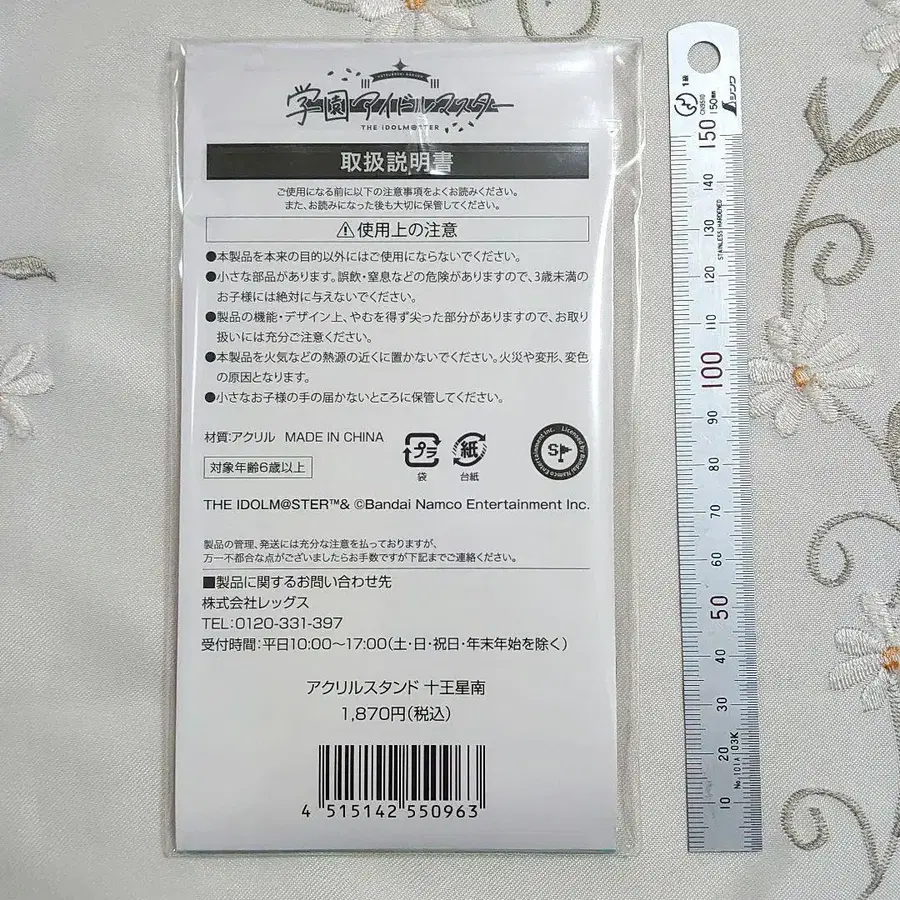 学園アイドルマスター
THE iDOLM@STER
取扱説明書
ご使用になる前に以下の注意事項をよくお読みください。
また、お読みになった後も大切に保管してください。
⚠使用上の注意
●本製品を本来の目的以外にはご使用にならないでください。
●小さな部品があります。誤飲・窒息などの危険がありますので、3歳未満の
お子様には絶対に与えないでください。
●製品の機能・デザイン上、やむを得ず尖った部分がありますので、お取り
扱いには充分ご注意ください。
●本製品を火気などの熱源の近くに置かないでください。火災や変形、変色
の原因となります。
●小さなお子様の手の届かないところに保管してください。
材質:アクリル MADE IN CHINA
プラ
袋
紙
台紙
Licensed by Bandai Namco Entertainment Inc.
対象年齢6歳以上
THE IDOLM@STER™& ©Bandai Namco Entertainment Inc.
製品の管理、発送には充分な注意を払っておりますが、
万一不都合な点がございましたらお手数ですが下記までご連絡ください。
■製品に関するお問い合わせ先
株式会社レッグス
TEL:0120-331-397
受付時間:平日10:00〜17:00(土・日・祝日・年末年始を除く)
アクリルスタンド 十王星南
1,870円(税込)
4 515142 550963
シンワ
1級
150mm
150
140
130
STAINLESS HARDENED
120
110
100
90
80
70
60
50
40
30
20
10
No.101A 03K